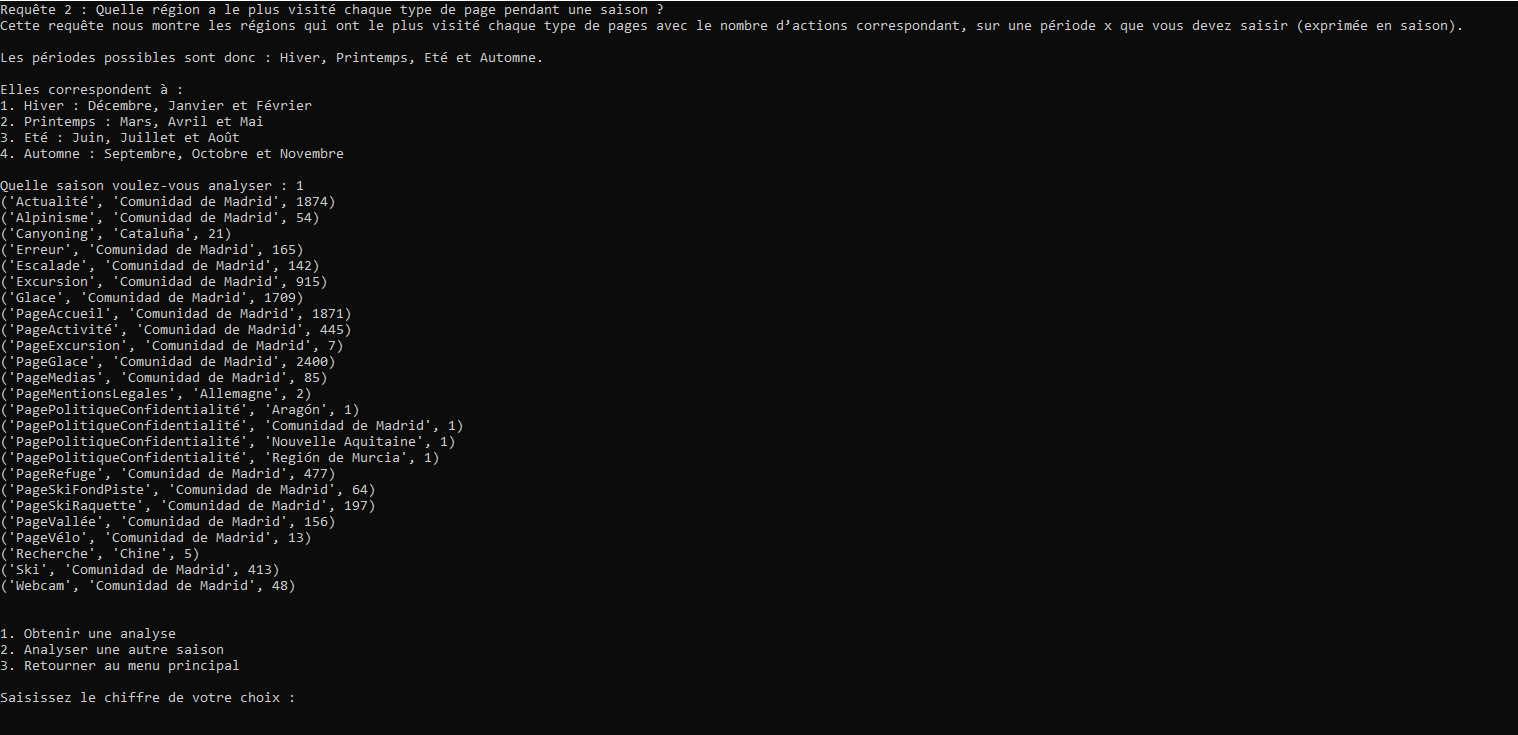 Requête 2 : Quelle région a le plus visité chaque type de page pendant une saison ?
Cette requête nous montre les régions qui ont le plus visité chaque type de pages avec le nombre d’actions correspondant, sur une période x que vous devez saisir (exprimée en saison).
Les périodes possibles sont donc : Hiver, Printemps, Eté et Automne.
Elles correspondent à :
1. Hiver : Décembre, Janvier et Février
2. Printemps : Mars, Avril et Mai
3. Eté : Juin, Juillet et Août
4. Automne : Septembre, Octobre et Novembre
Quelle saison voulez-vous analyser : 1
('Actualité', 'Comunidad de Madrid', 1874)
('Alpinisme', 'Comunidad de Madrid', 54)
('Canyoning', 'Cataluña', 21)
('Erreur', 'Comunidad de Madrid', 165)
('Escalade', 'Comunidad de Madrid', 142)
('Excursion', 'Comunidad de Madrid', 915)
('Glace', 'Comunidad de Madrid', 1709)
('PageAccueil', 'Comunidad de Madrid', 1871)
('PageActivité', 'Comunidad de Madrid', 445)
('PageExcursion', 'Comunidad de Madrid', 7)
('PageGlace', 'Comunidad de Madrid', 2400)
('PageMedias', 'Comunidad de Madrid', 85)
('PageMentionsLegales', 'Allemagne', 2)
('PagePolitiqueConfidentialité', 'Aragón', 1)
('PagePolitiqueConfidentialité', 'Comunidad de Madrid', 1)
('PagePolitiqueConfidentialité', 'Nouvelle Aquitaine', 1)
('PagePolitiqueConfidentialité', 'Región de Murcia', 1)
('PageRefuge', 'Comunidad de Madrid', 477)
('PageSkiFondPiste', 'Comunidad de Madrid', 64)
('PageSkiRaquette', 'Comunidad de Madrid', 197)
('PageVallée', 'Comunidad de Madrid', 156)
('PageVélo', 'Comunidad de Madrid', 13)
('Recherche', 'Chine', 5)
('Ski', 'Comunidad de Madrid', 413)
('Webcam', 'Comunidad de Madrid', 48)
1. Obtenir une analyse
2. Analyser une autre saison
3. Retourner au menu principal
Saisissez le chiffre de votre choix :